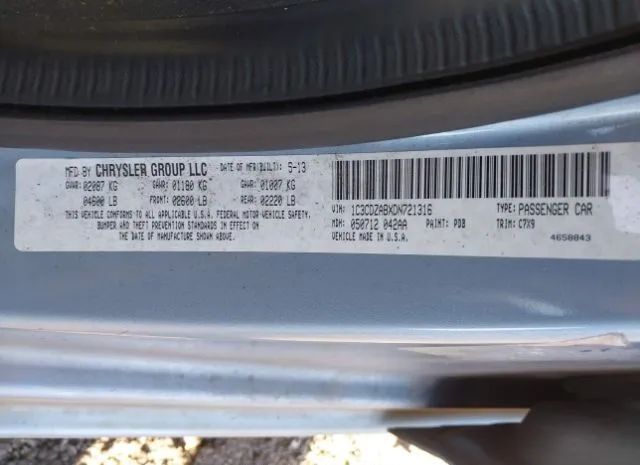 MFD BY CHRYSLER GROUP LLC DATE OF MFR(BUILT): 5-13
GVWR: 02087 KG GAWR: 01180 KG GAWR: 01007 KG
04600 LB FRONT: 02600 LB REAR: 02220 LB
THIS VEHICLE CONFORMS TO ALL APPLICABLE U.S.A. FEDERAL MOTOR VEHICLE SAFETY,
BUMPER AND THEFT PREVENTION STANDARDS IN EFFECT ON
THE DATE OF MANUFACTURE SHOWN ABOVE.
VIN: 1C3CDZABXDN721316 TYPE: PASSENGER CAR
MDH: 050712 042AA PAINT: PDB TRIM: C7X9
VEHICLE MADE IN U.S.A. 4658843